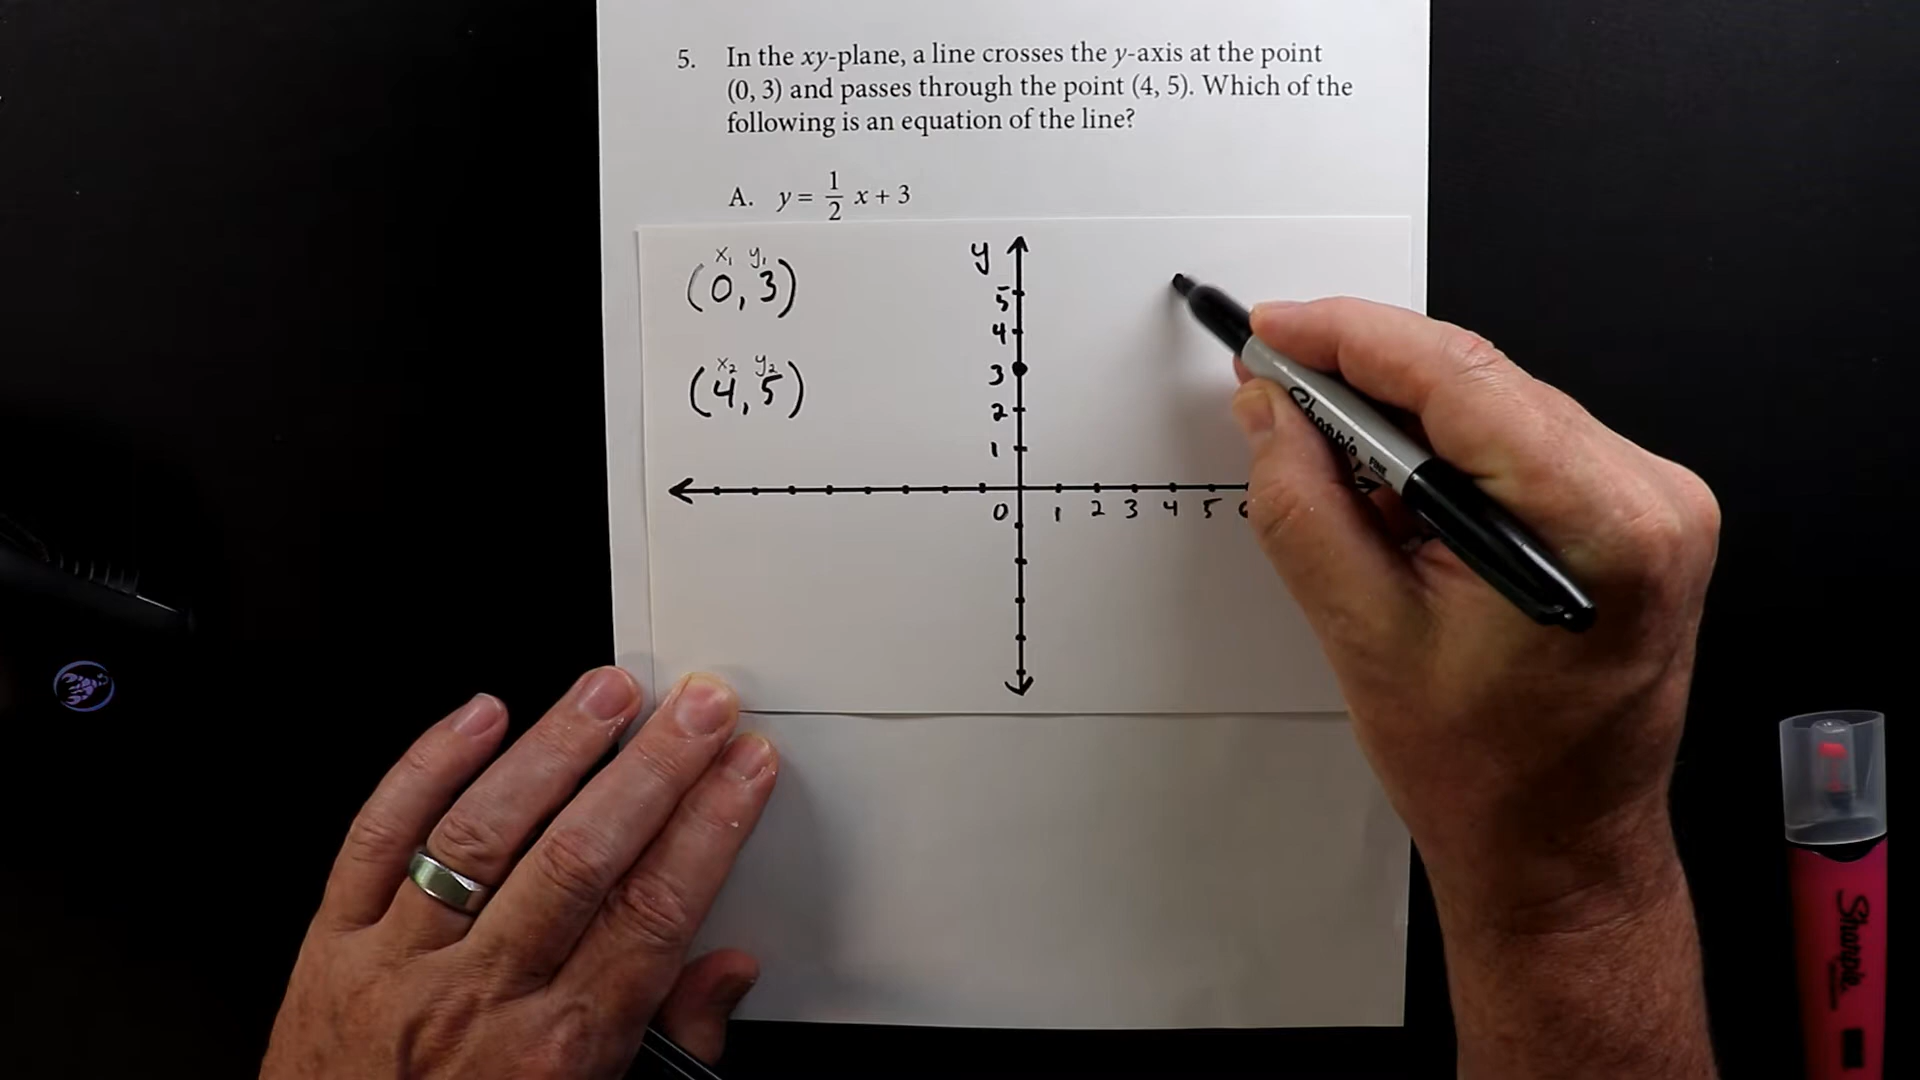 5. In the xy-plane, a line crosses the y-axis at the point
(0, 3) and passes through the point (4, 5). Which of the
following is an equation of the line?
A. y = 1/2 x + 3
x₁ y₁
(0, 3)
x₂ y₂
(4, 5)
y
5
4
3
2
1
0 1 2 3 4 5
Sharpie
FINE
Sharpie